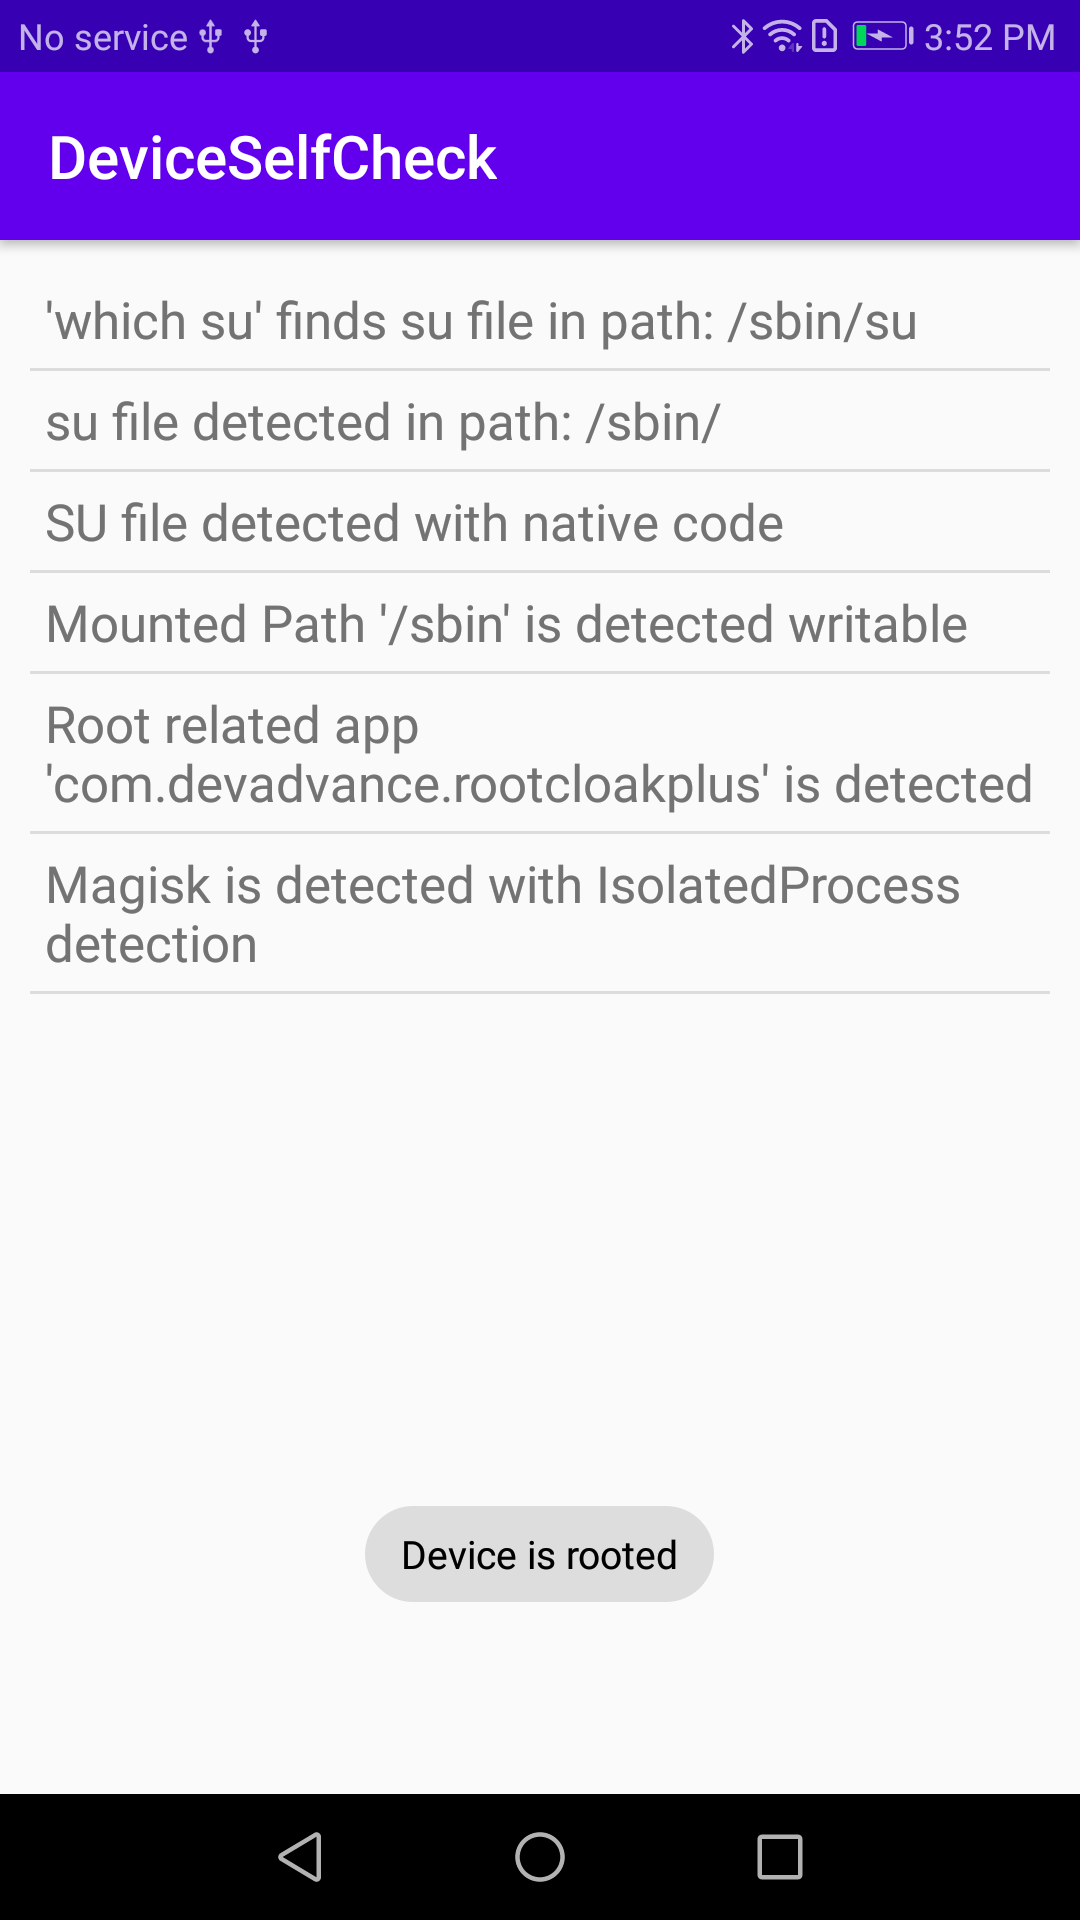 No service
3:52 PM
DeviceSelfCheck
'which su' finds su file in path: /sbin/su
su file detected in path: /sbin/
SU file detected with native code
Mounted Path '/sbin' is detected writable
Root related app
'com.devadvance.rootcloakplus' is detected
Magisk is detected with IsolatedProcess
detection
Device is rooted